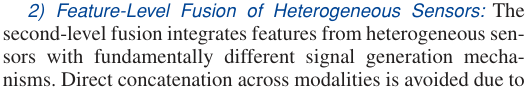 2) Feature-Level Fusion of Heterogeneous Sensors: The
second-level fusion integrates features from heterogeneous sen-
sors with fundamentally different signal generation mecha-
nisms. Direct concatenation across modalities is avoided due to